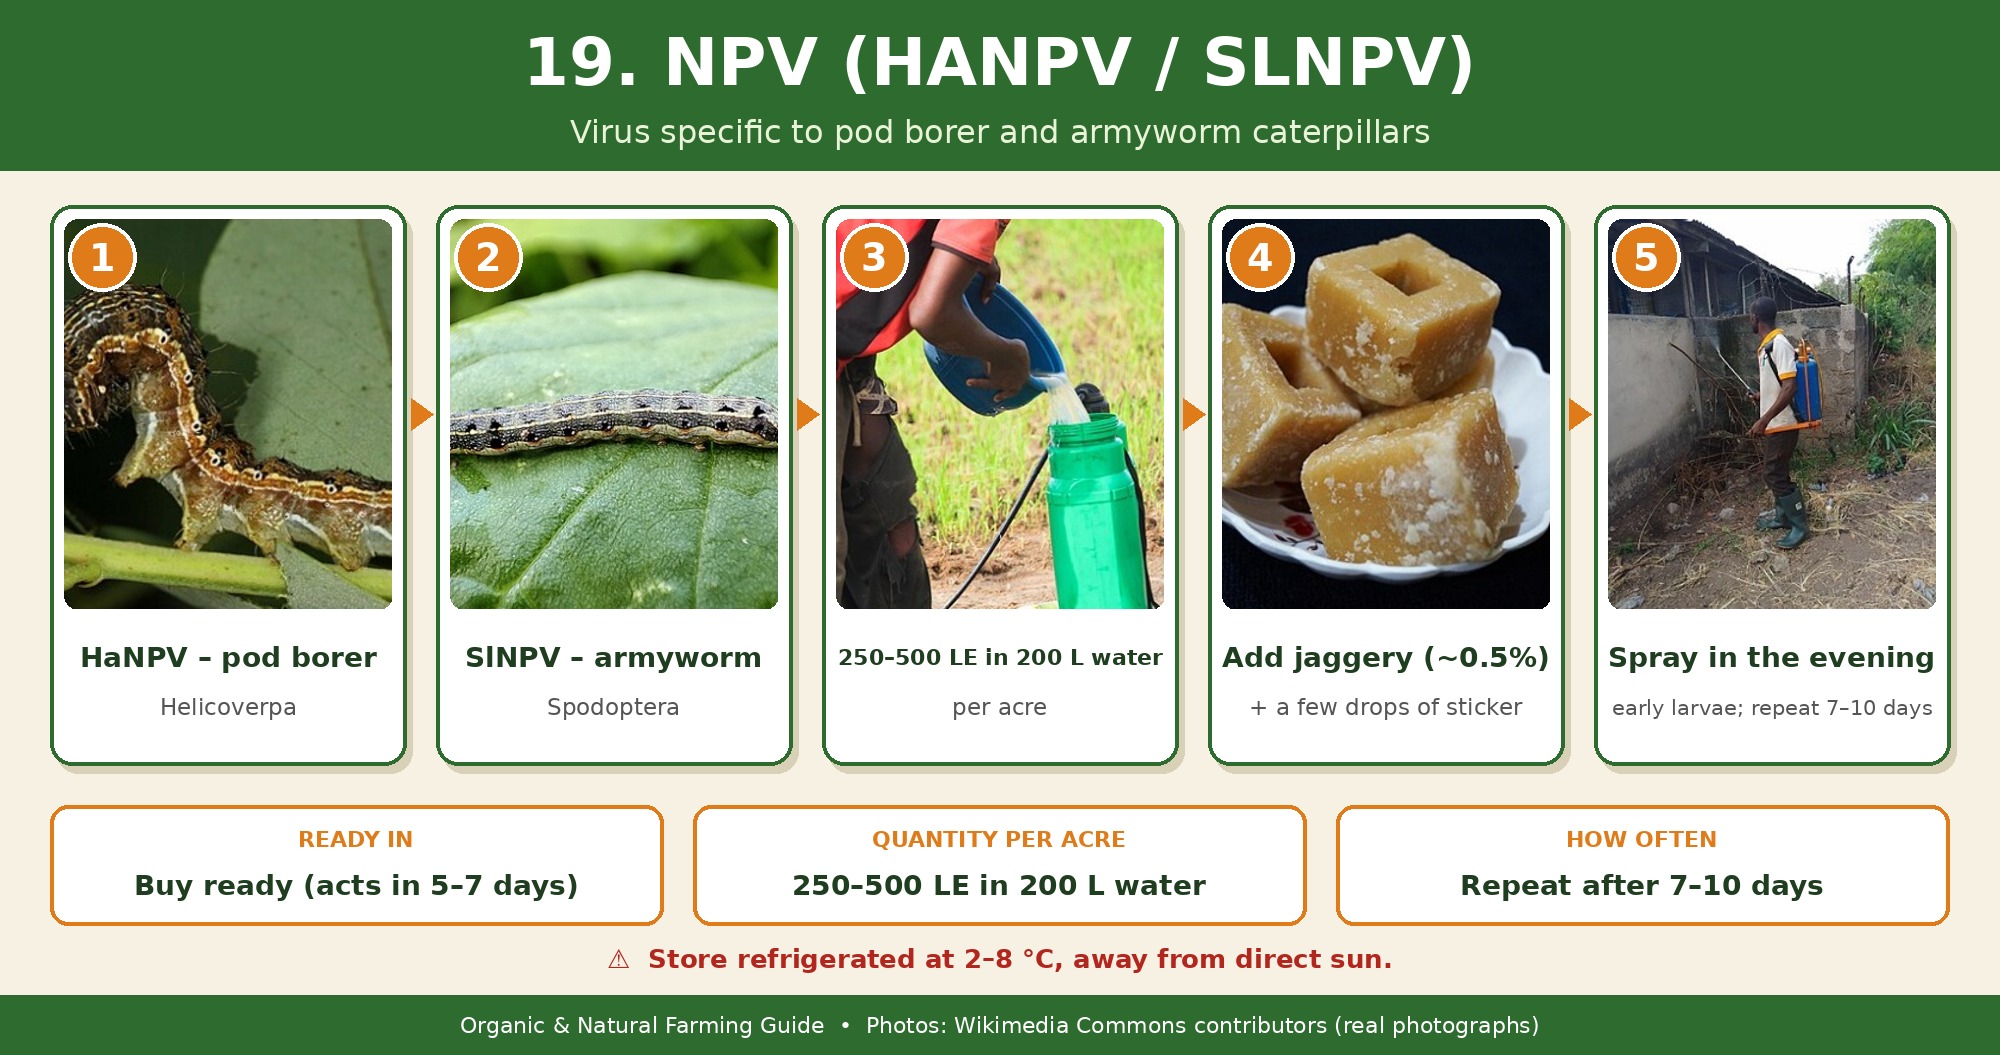 19. NPV (HANPV / SLNPV)
Virus specific to pod borer and armyworm caterpillars
1
2
3
4
5
HaNPV – pod borer
Helicoverpa
SlNPV – armyworm
Spodoptera
250–500 LE in 200 L water
per acre
Add jaggery (~0.5%)
+ a few drops of sticker
Spray in the evening
early larvae; repeat 7–10 days
READY IN
Buy ready (acts in 5–7 days)
QUANTITY PER ACRE
250–500 LE in 200 L water
HOW OFTEN
Repeat after 7–10 days
⚠ Store refrigerated at 2–8 °C, away from direct sun.
Organic & Natural Farming Guide • Photos: Wikimedia Commons contributors (real photographs)